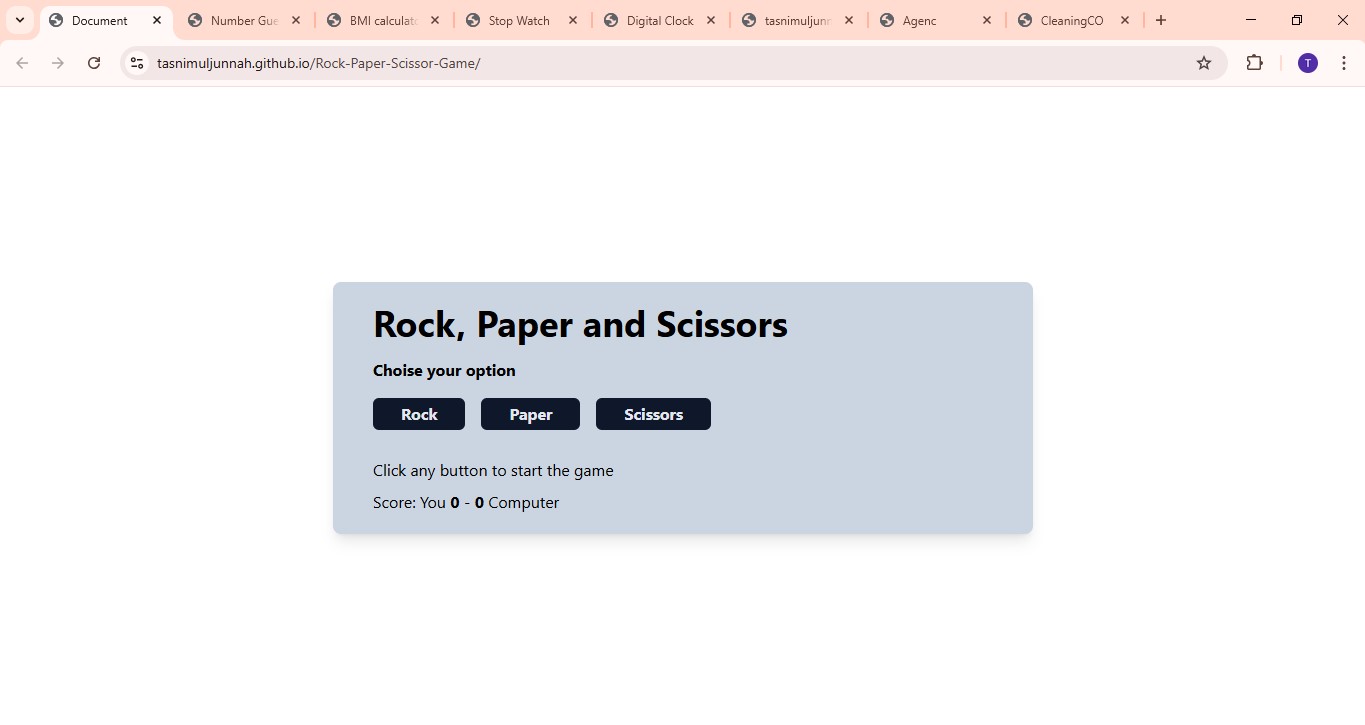 Document
Number Gue
BMI calculato
Stop Watch
Digital Clock
tasnimuljunn
Agenc
CleaningCO
tasnimuljunnah.github.io/Rock-Paper-Scissor-Game/
T
Rock, Paper and Scissors
Choise your option
Rock Paper Scissors
Click any button to start the game
Score: You 0 - 0 Computer